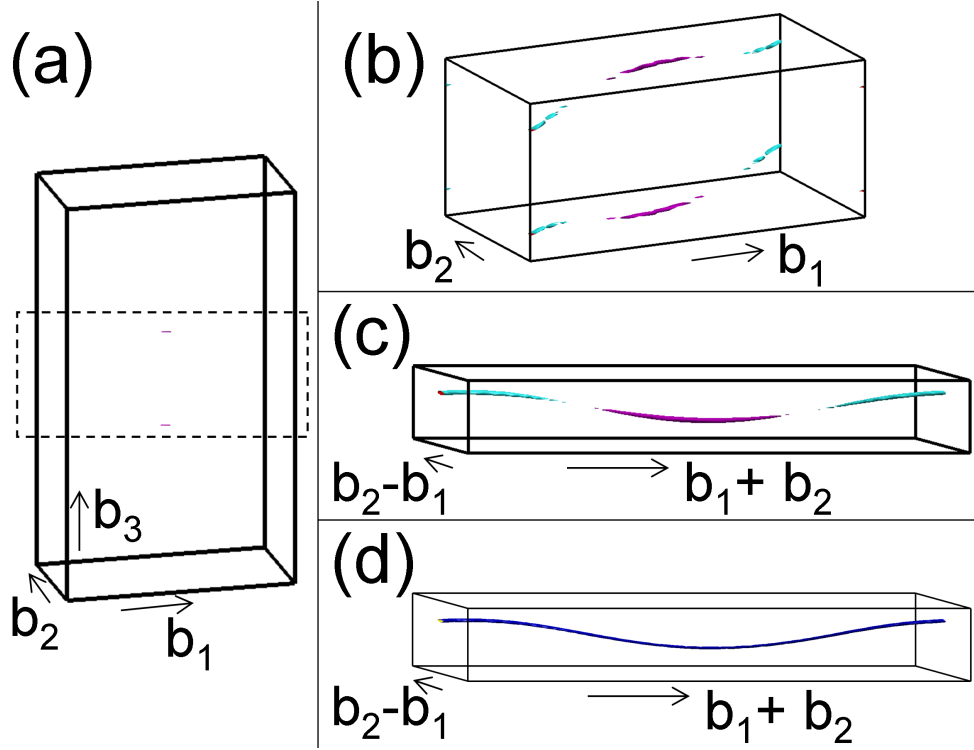 (a)
b₃
b₂
b₁
(b)
b₂
b₁
(c)
b₂-b₁
b₁+ b₂
(d)
b₂-b₁
b₁+ b₂